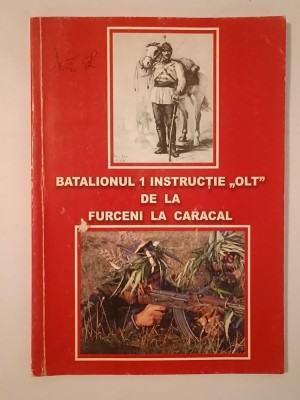 BATALIONUL 1 INSTRUCȚIE „OLT”
DE LA
FURCENI LA CARACAL